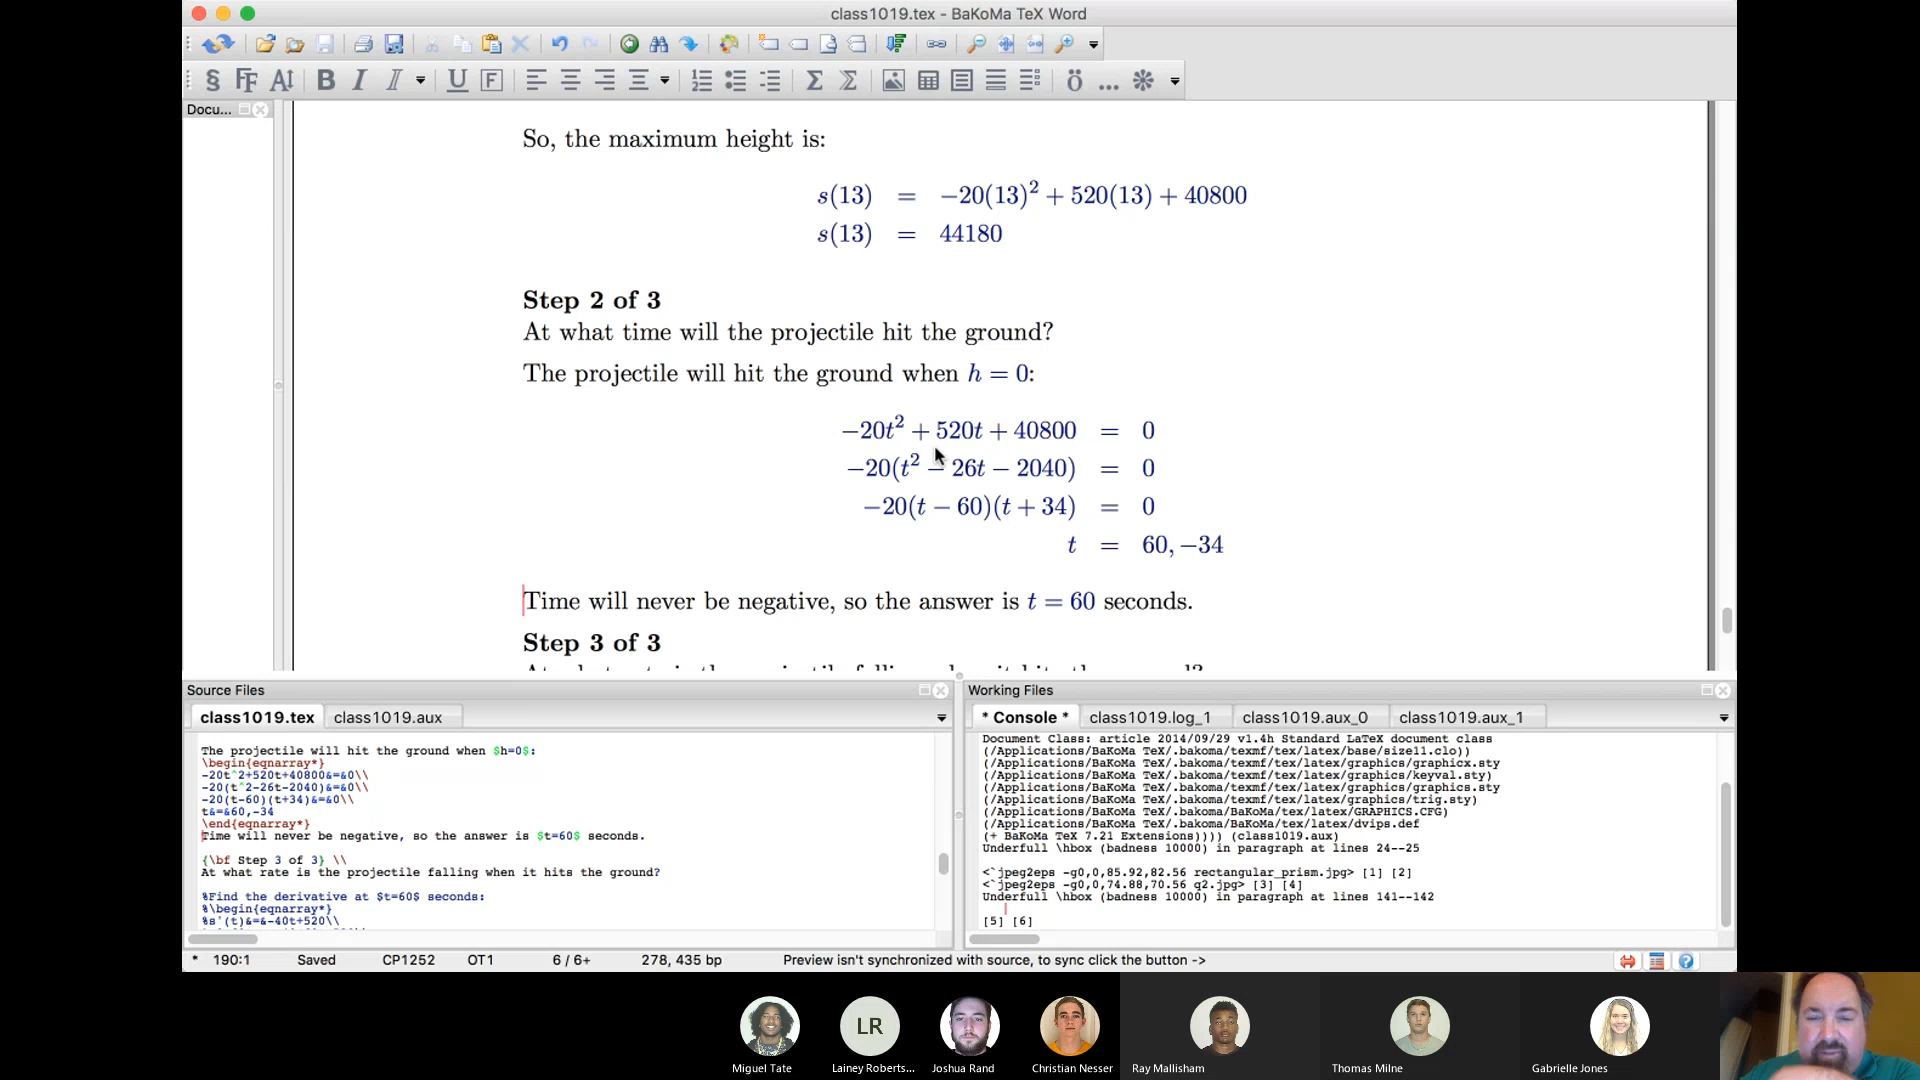 class1019.tex - BaKoMa TeX Word
Docu...
So, the maximum height is:
s(13) = −20(13)² + 520(13) + 40800
s(13) = 44180
Step 2 of 3
At what time will the projectile hit the ground?
The projectile will hit the ground when h = 0:
−20t² + 520t + 40800 = 0
−20(t² − 26t − 2040) = 0
−20(t − 60)(t + 34) = 0
t = 60, −34
Time will never be negative, so the answer is t = 60 seconds.
Step 3 of 3
Source Files
class1019.tex class1019.aux
The projectile will hit the ground when $h=0$:
\begin{eqnarray*}
-20t^2+520t+40800&=&0\\
-20(t^2-26t-2040)&=&0\\
-20(t-60)(t+34)&=&0\\
t&=&60,-34
\end{eqnarray*}
Time will never be negative, so the answer is $t=60$ seconds.
{\bf Step 3 of 3} \\
At what rate is the projectile falling when it hits the ground?
%Find the derivative at $t=60$ seconds:
%\begin{eqnarray*}
%s'(t)&=&-40t+520\\
Working Files
* Console * class1019.log_1 class1019.aux_0 class1019.aux_1
Document Class: article 2014/09/29 v1.4h Standard LaTeX document class
(/Applications/BaKoMa TeX/.bakoma/texmf/tex/latex/base/size11.clo))
(/Applications/BaKoMa TeX/.bakoma/texmf/tex/latex/graphics/graphicx.sty
(/Applications/BaKoMa TeX/.bakoma/texmf/tex/latex/graphics/keyval.sty)
(/Applications/BaKoMa TeX/.bakoma/texmf/tex/latex/graphics/graphics.sty
(/Applications/BaKoMa TeX/.bakoma/texmf/tex/latex/graphics/trig.sty)
(/Applications/BaKoMa TeX/.bakoma/BaKoMa/tex/latex/GRAPHICS.CFG)
(/Applications/BaKoMa TeX/.bakoma/BaKoMa/tex/latex/dvips.def
(+ BaKoMa TeX 7.21 Extensions)))) (class1019.aux)
Underfull \hbox (badness 10000) in paragraph at lines 24--25
<`jpeg2eps -g0,0,85.92,82.56 rectangular_prism.jpg> [1] [2]
<`jpeg2eps -g0,0,74.88,70.56 q2.jpg> [3] [4]
Underfull \hbox (badness 10000) in paragraph at lines 141--142
[5] [6]
* 190:1 Saved CP1252 OT1 6 / 6+ 278, 435 bp Preview isn't synchronized with source, to sync click the button ->
LR
Miguel Tate Lainey Roberts... Joshua Rand Christian Nesser Ray Mallisham Thomas Milne Gabrielle Jones